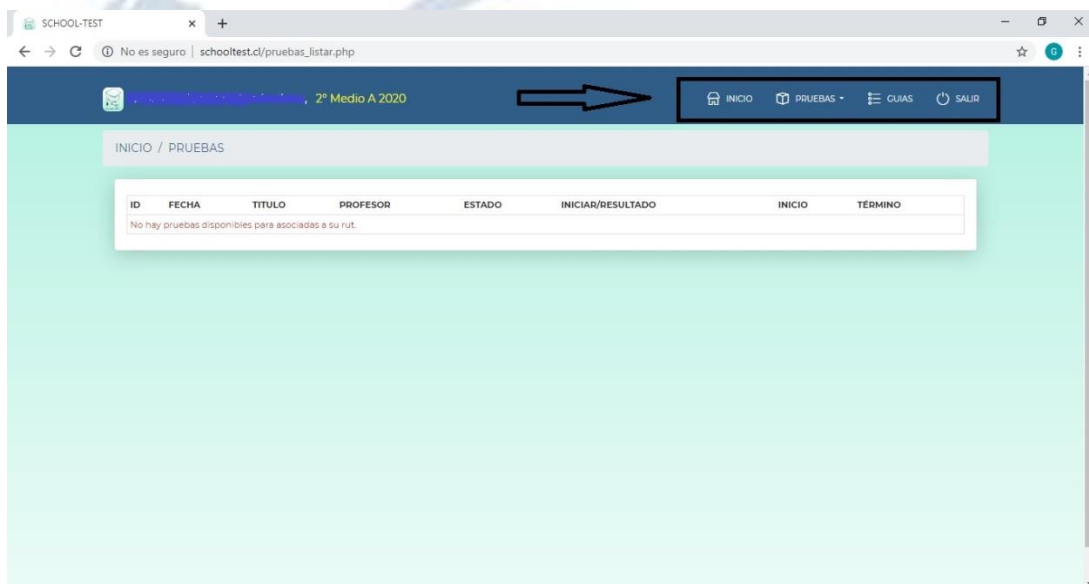 SCHOOL-TEST
No es seguro | schooltest.cl/pruebas_listar.php
G
, 2° Medio A 2020
INICIO PRUEBAS GUIAS SALIR
INICIO / PRUEBAS
ID FECHA TITULO PROFESOR ESTADO INICIAR/RESULTADO INICIO TÉRMINO
No hay pruebas disponibles para asociadas a su rut.